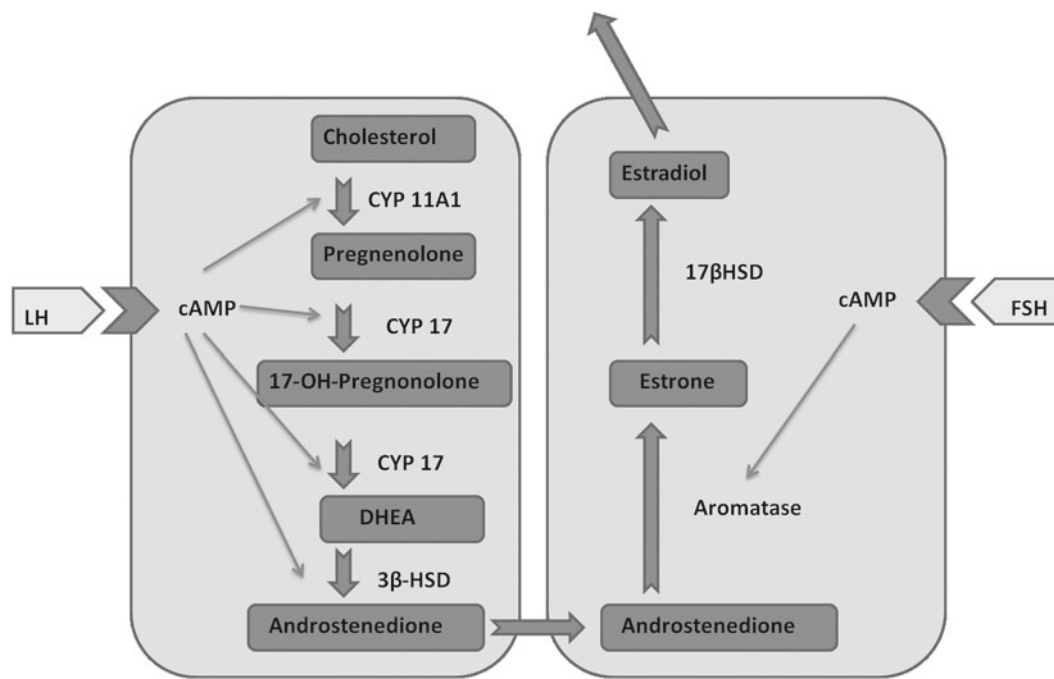 LH
cAMP
Cholesterol
CYP 11A1
Pregnenolone
CYP 17
17-OH-Pregnonolone
CYP 17
DHEA
3β-HSD
Androstenedione
Androstenedione
Estrone
Estradiol
17βHSD
Aromatase
cAMP
FSH